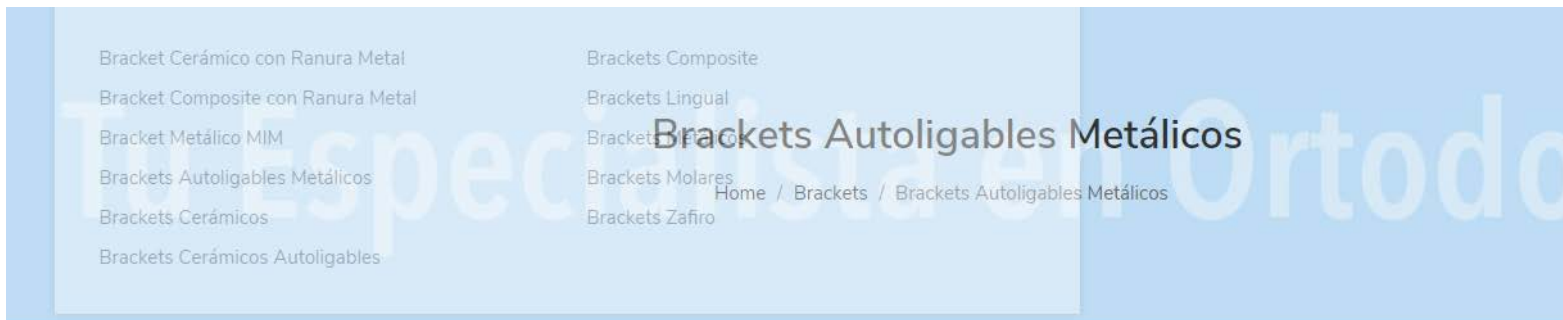 Bracket Cerámico con Ranura Metal
Bracket Composite con Ranura Metal
Bracket Metálico MIM
Brackets Autoligables Metálicos
Brackets Cerámicos
Brackets Cerámicos Autoligables
Brackets Composite
Brackets Lingual
Brackets Metálicos
Brackets Molares
Brackets Zafiro
Brackets Autoligables Metálicos
Home / Brackets / Brackets Autoligables Metálicos
Tu Especialista en Ortodo